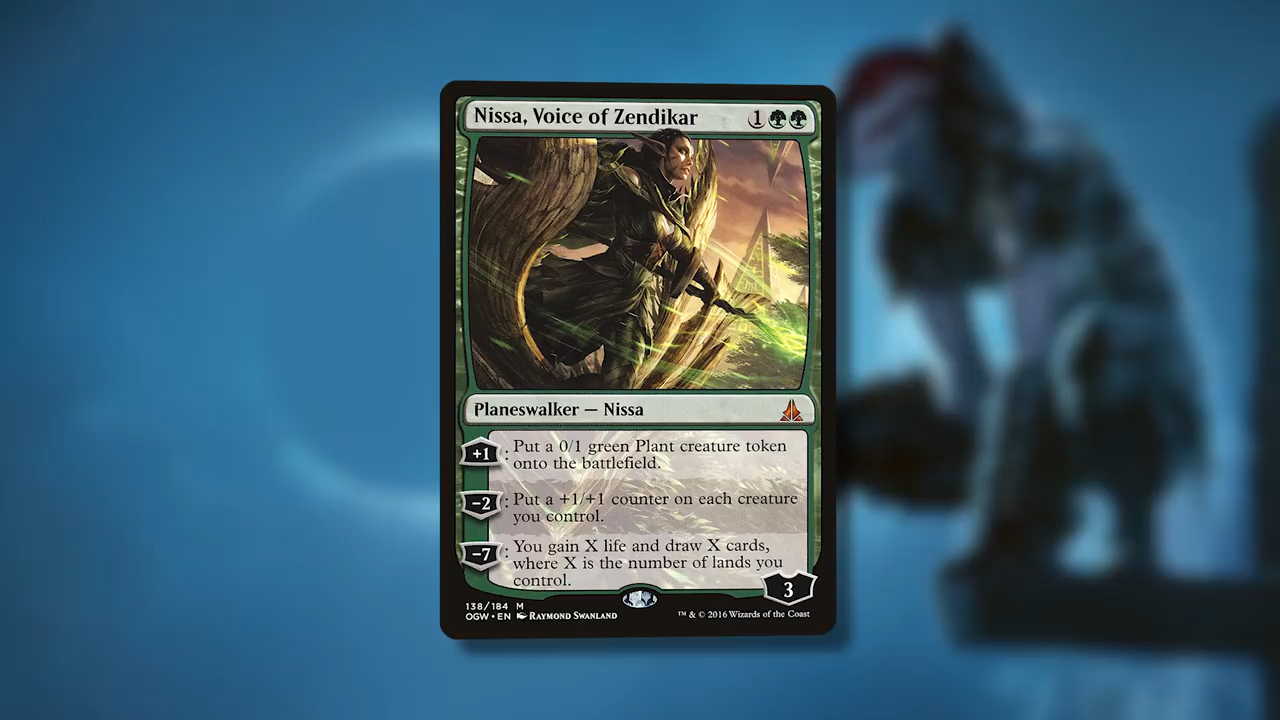 Nissa, Voice of Zendikar 1
Planeswalker — Nissa
+1 : Put a 0/1 green Plant creature token
onto the battlefield.
−2 : Put a +1/+1 counter on each creature
you control.
−7 : You gain X life and draw X cards,
where X is the number of lands you
control.
3
138/184 M
OGW • EN Raymond Swanland
™ & © 2016 Wizards of the Coast